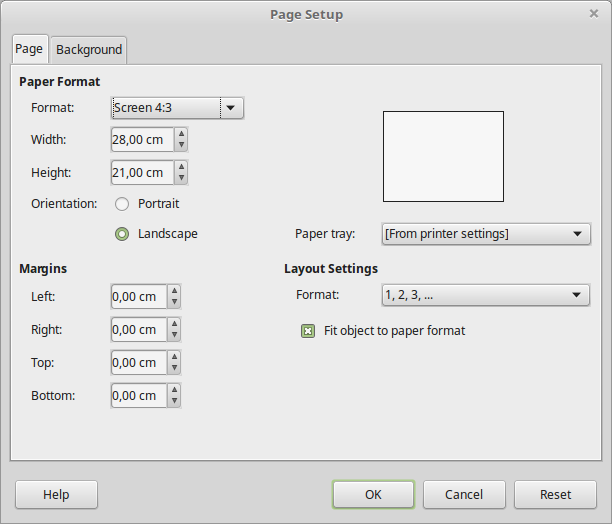 Page Setup
Page Background
Paper Format
Format: Screen 4:3
Width: 28,00 cm
Height: 21,00 cm
Orientation: Portrait
Landscape
Paper tray: [From printer settings]
Margins
Left: 0,00 cm
Right: 0,00 cm
Top: 0,00 cm
Bottom: 0,00 cm
Layout Settings
Format: 1, 2, 3, ...
Fit object to paper format
Help OK Cancel Reset